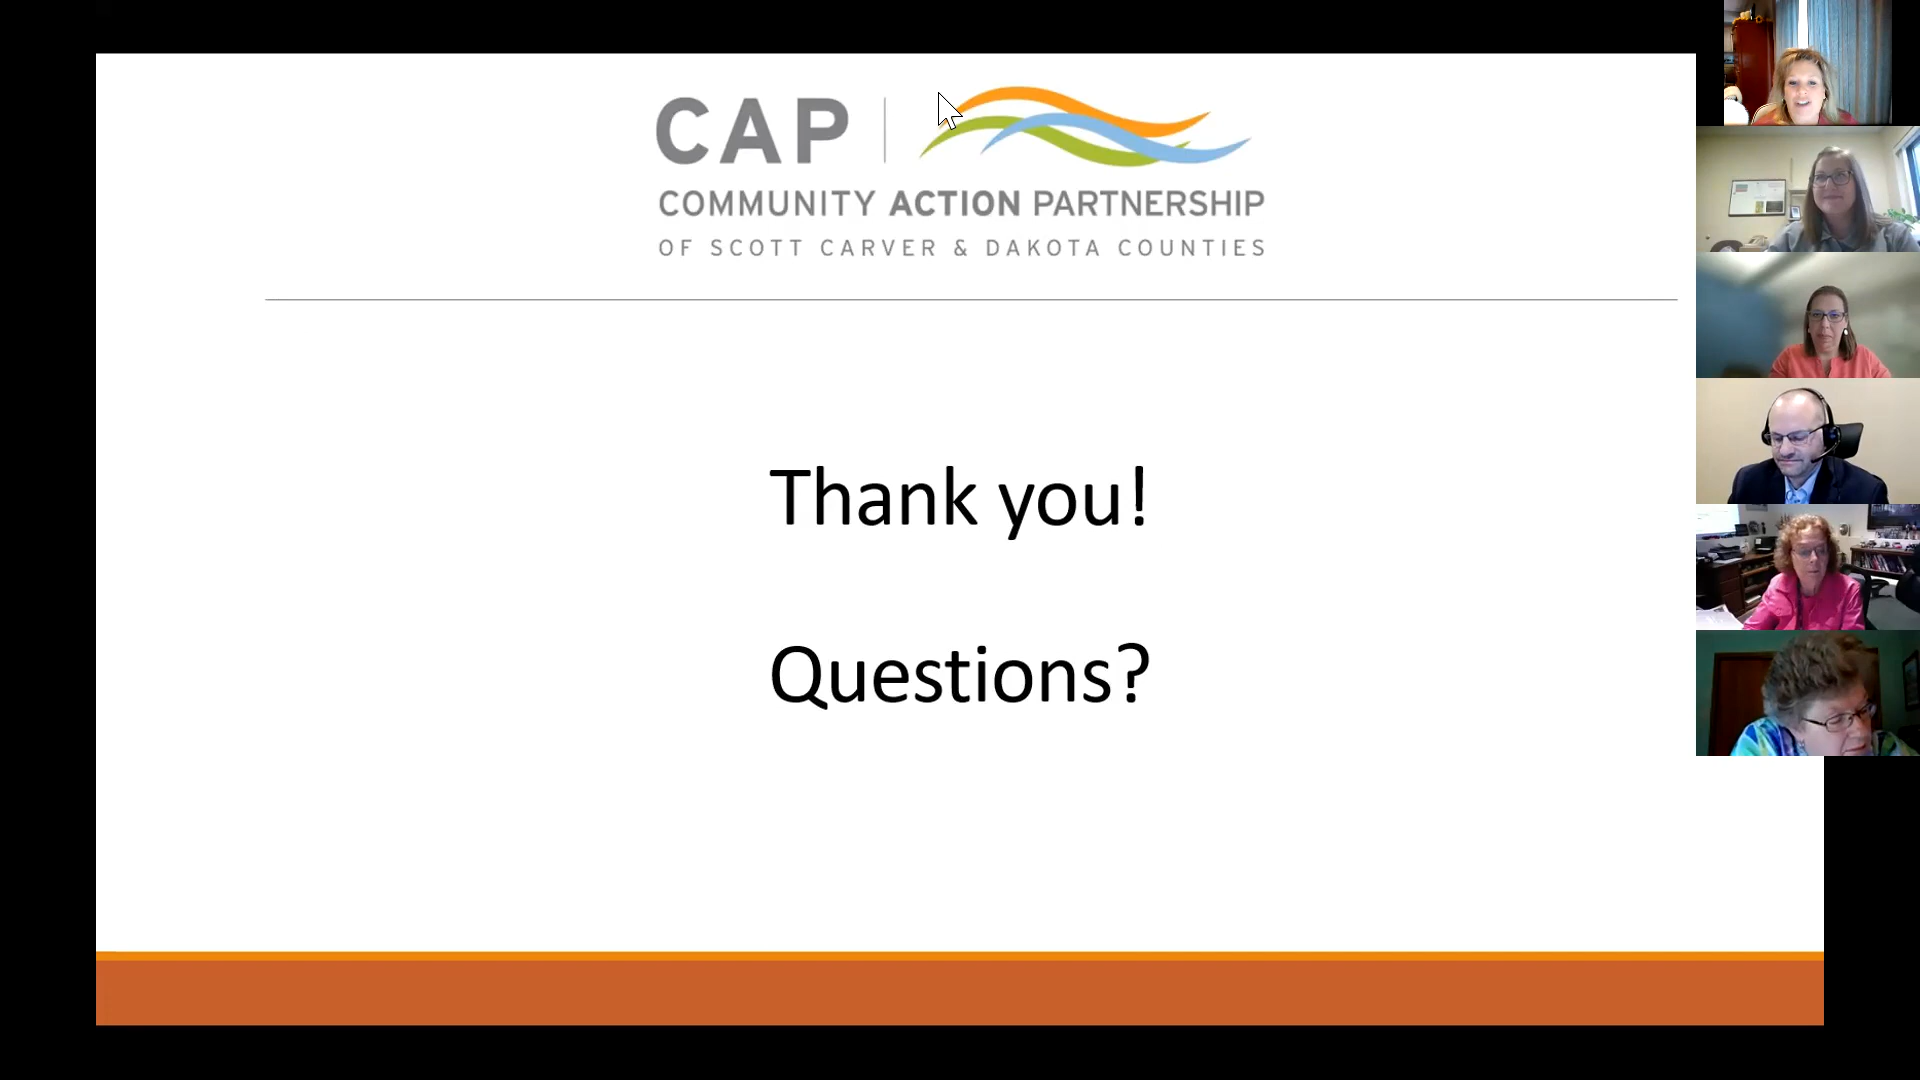 CAP
COMMUNITY ACTION PARTNERSHIP
OF SCOTT CARVER & DAKOTA COUNTIES
Thank you!
Questions?